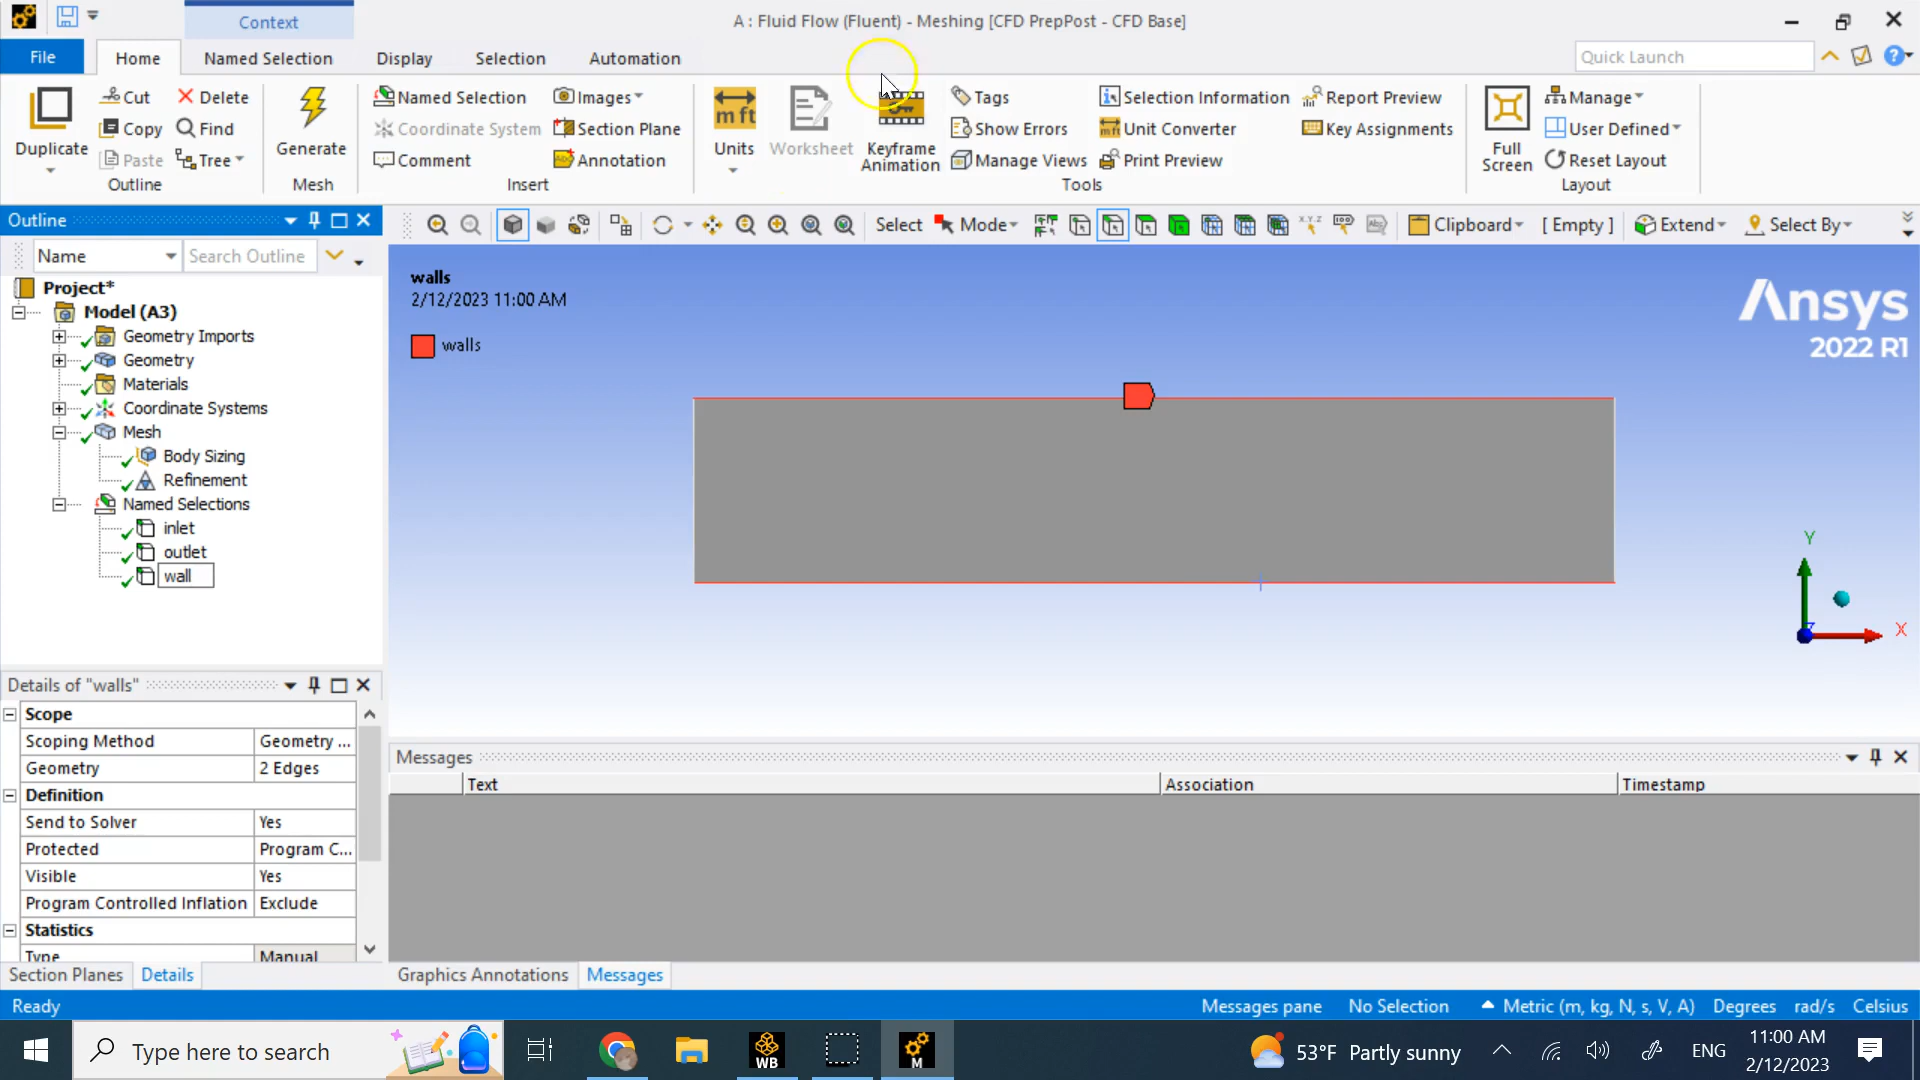 Context
A : Fluid Flow (Fluent) - Meshing [CFD PrepPost - CFD Base]
File
Home
Named Selection
Display
Selection
Automation
Quick Launch
Duplicate
Cut
Delete
Copy
Find
Paste
Tree
Outline
Generate
Mesh
Named Selection
Images
Coordinate System
Section Plane
Comment
Annotation
Insert
Units
Worksheet
Keyframe
Animation
Tags
Selection Information
Report Preview
Show Errors
Unit Converter
Key Assignments
Manage Views
Print Preview
Tools
Full
Screen
Manage
User Defined
Reset Layout
Layout
Outline
Select
Mode
Clipboard
[ Empty ]
Extend
Select By
Name
Search Outline
Project*
Model (A3)
Geometry Imports
Geometry
Materials
Coordinate Systems
Mesh
Body Sizing
Refinement
Named Selections
inlet
outlet
wall
walls
2/12/2023 11:00 AM
walls
Ansys
2022 R1
Y
X
Z
Details of "walls"
Scope
Scoping Method
Geometry ...
Geometry
2 Edges
Definition
Send to Solver
Yes
Protected
Program C...
Visible
Yes
Program Controlled Inflation
Exclude
Statistics
Type
Manual
Section Planes
Details
Messages
Text
Association
Timestamp
Graphics Annotations
Messages
Ready
Messages pane
No Selection
Metric (m, kg, N, s, V, A)
Degrees
rad/s
Celsius
Type here to search
WB
M
53°F Partly sunny
ENG
11:00 AM
2/12/2023